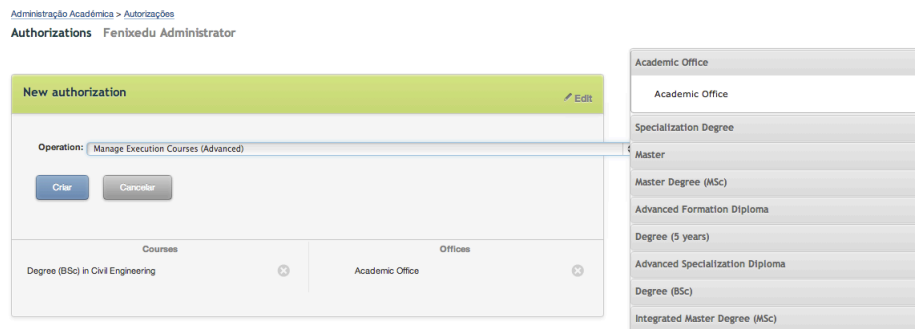 Administração Académica > Autorizações
Authorizations Fenixedu Administrator
New authorization
Edit
Operation: Manage Execution Courses (Advanced)
Criar Cancelar
Courses Offices
Degree (BSc) in Civil Engineering Academic Office
Academic Office
Academic Office
Specialization Degree
Master
Master Degree (MSc)
Advanced Formation Diploma
Degree (5 years)
Advanced Specialization Diploma
Degree (BSc)
Integrated Master Degree (MSc)